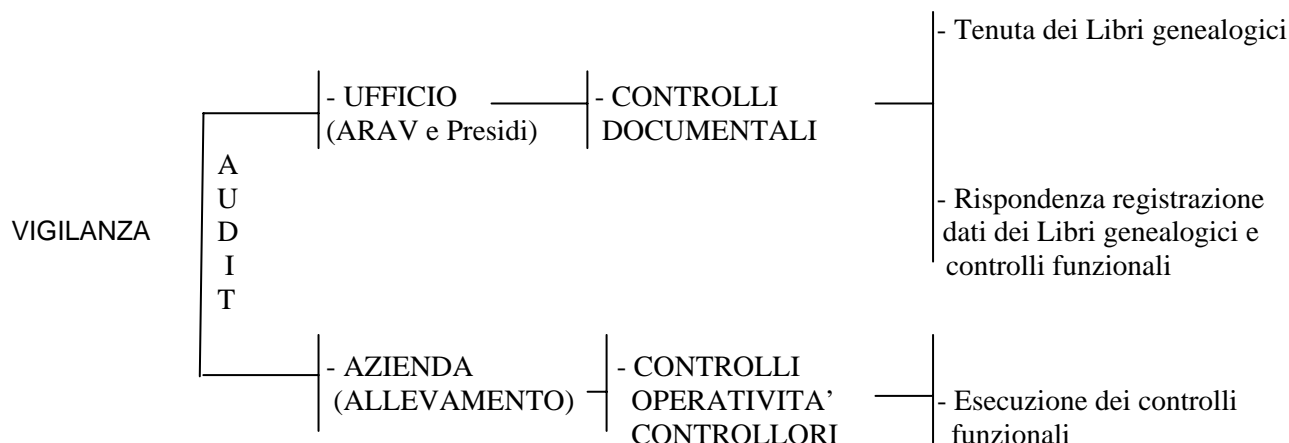 - Tenuta dei Libri genealogici
- UFFICIO
(ARAV e Presidi)
- CONTROLLI
DOCUMENTALI
- Rispondenza registrazione
dati dei Libri genealogici e
controlli funzionali
VIGILANZA
A
U
D
I
T
- AZIENDA
(ALLEVAMENTO)
- CONTROLLI
OPERATIVITA’
CONTROLLORI
- Esecuzione dei controlli
funzionali